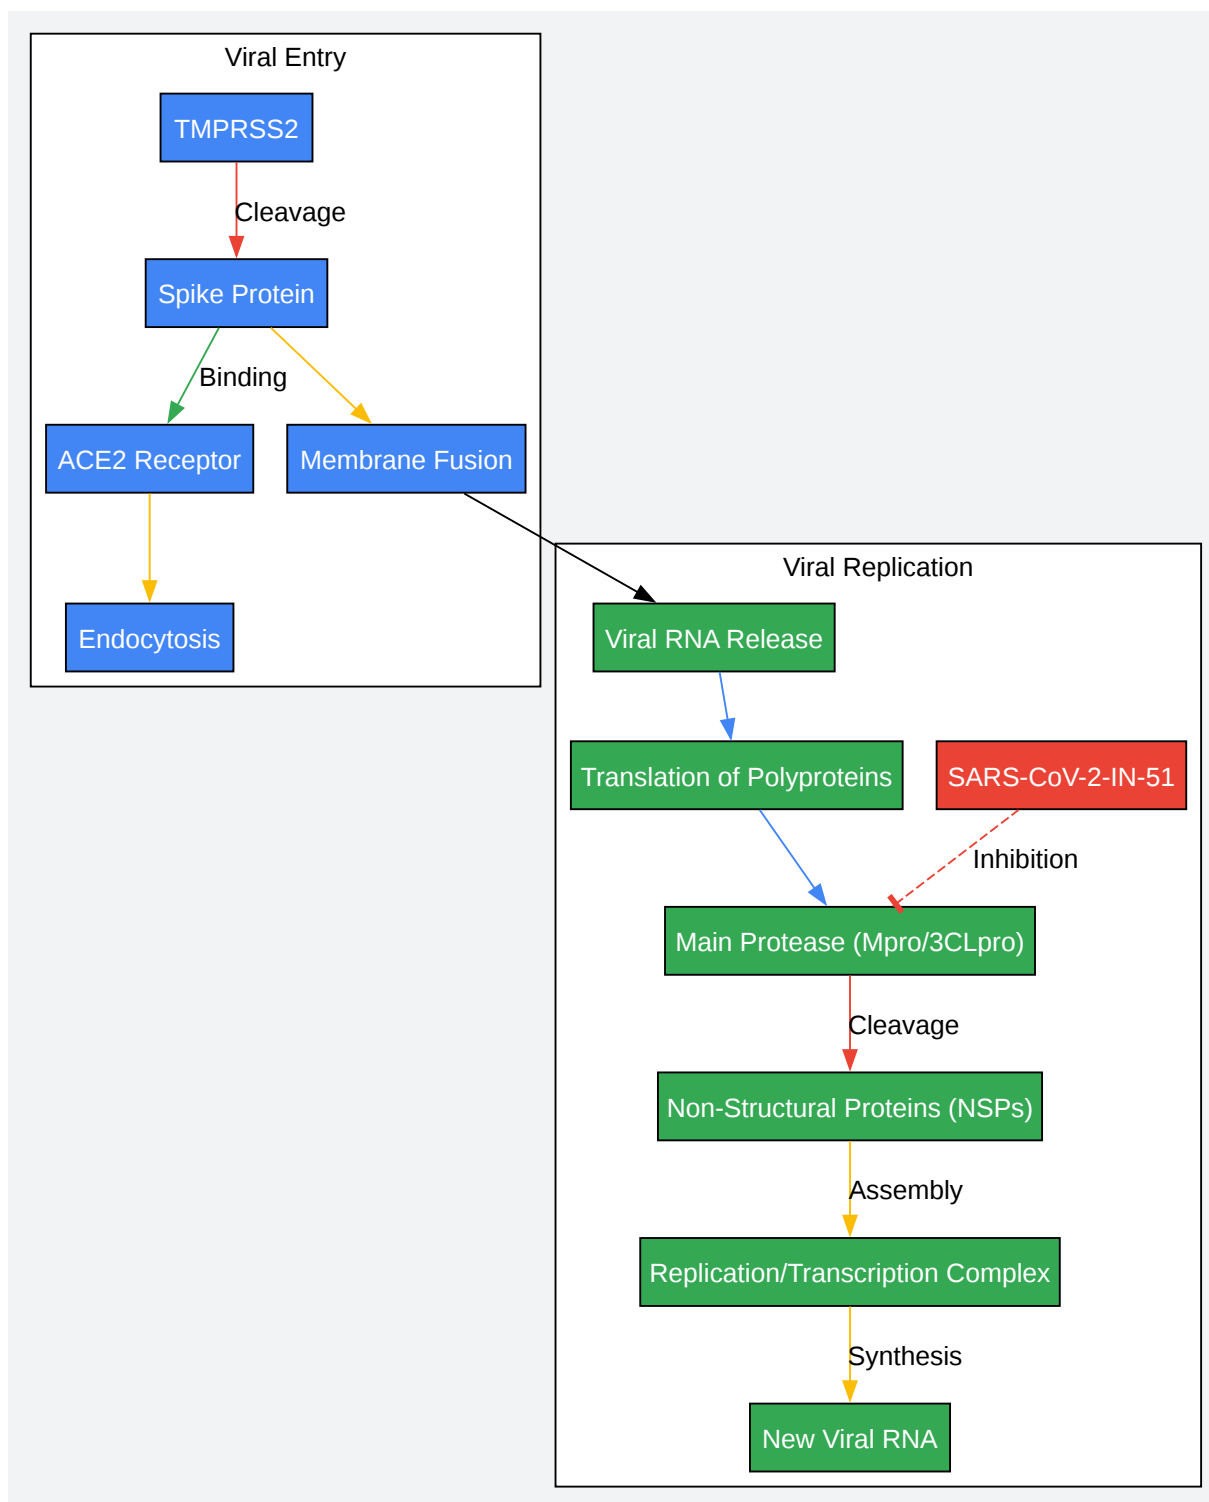 Viral Entry
TMPRSS2
Cleavage
Spike Protein
Binding
ACE2 Receptor
Membrane Fusion
Endocytosis
Viral Replication
Viral RNA Release
Translation of Polyproteins
SARS-CoV-2-IN-51
Inhibition
Main Protease (Mpro/3CLpro)
Cleavage
Non-Structural Proteins (NSPs)
Assembly
Replication/Transcription Complex
Synthesis
New Viral RNA